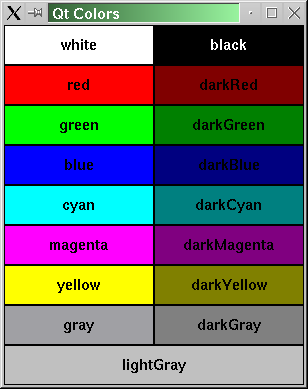 Qt Colors
white black
red darkRed
green darkGreen
blue darkBlue
cyan darkCyan
magenta darkMagenta
yellow darkYellow
gray darkGray
lightGray